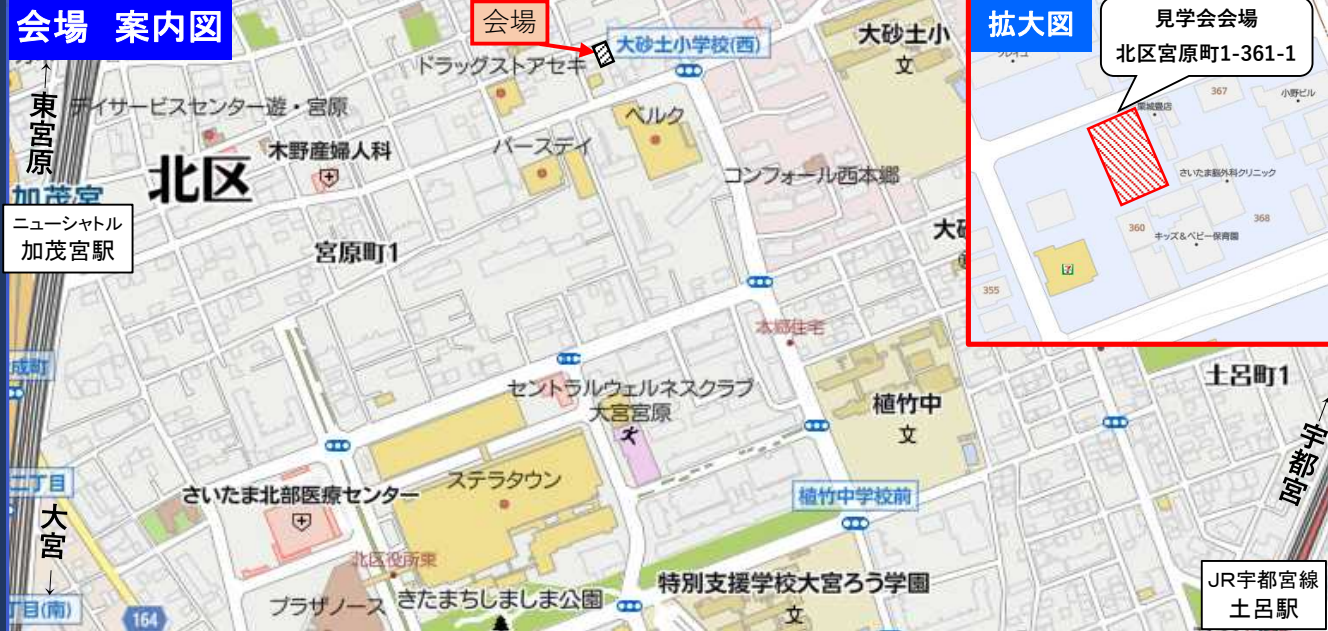 会場 案内図
会場
大砂土小学校(西)
大砂土小
文
ドラッグストアセキ
東宮原
デイサービスセンター遊・宮原
ベルク
バースデイ
木野産婦人科
北区
コンフォール西本郷
加茂宮
ニューシャトル
加茂宮駅
宮原町1
本郷住宅
セントラルウェルネスクラブ
大宮宮原
植竹中
文
土呂町1
宇都宮
二丁目
さいたま北部医療センター
ステラタウン
植竹中学校前
大宮
北区役所東
特別支援学校大宮ろう学園
文
プラザノース
きたまちしましま公園
丁目(南)
164
JR宇都宮線
土呂駅
拡大図
見学会会場
北区宮原町1-361-1
367
小野ビル
さいたま脳外科クリニック
360
368
キッズ&ベビー保育園
355